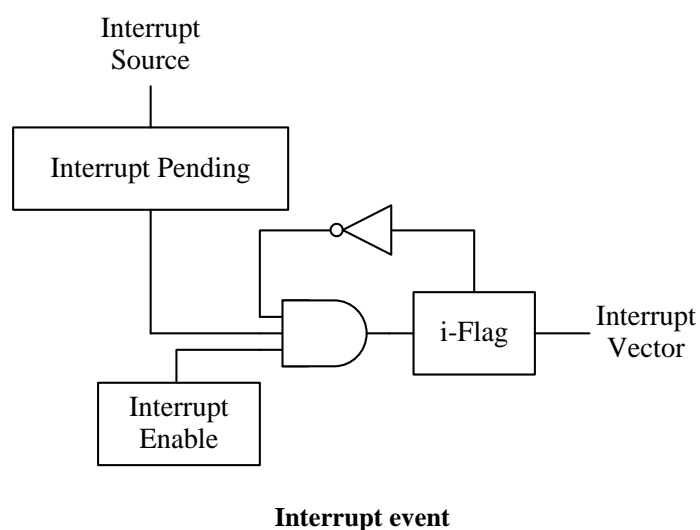 Interrupt
Source
Interrupt Pending
i-Flag
Interrupt
Vector
Interrupt
Enable
Interrupt event